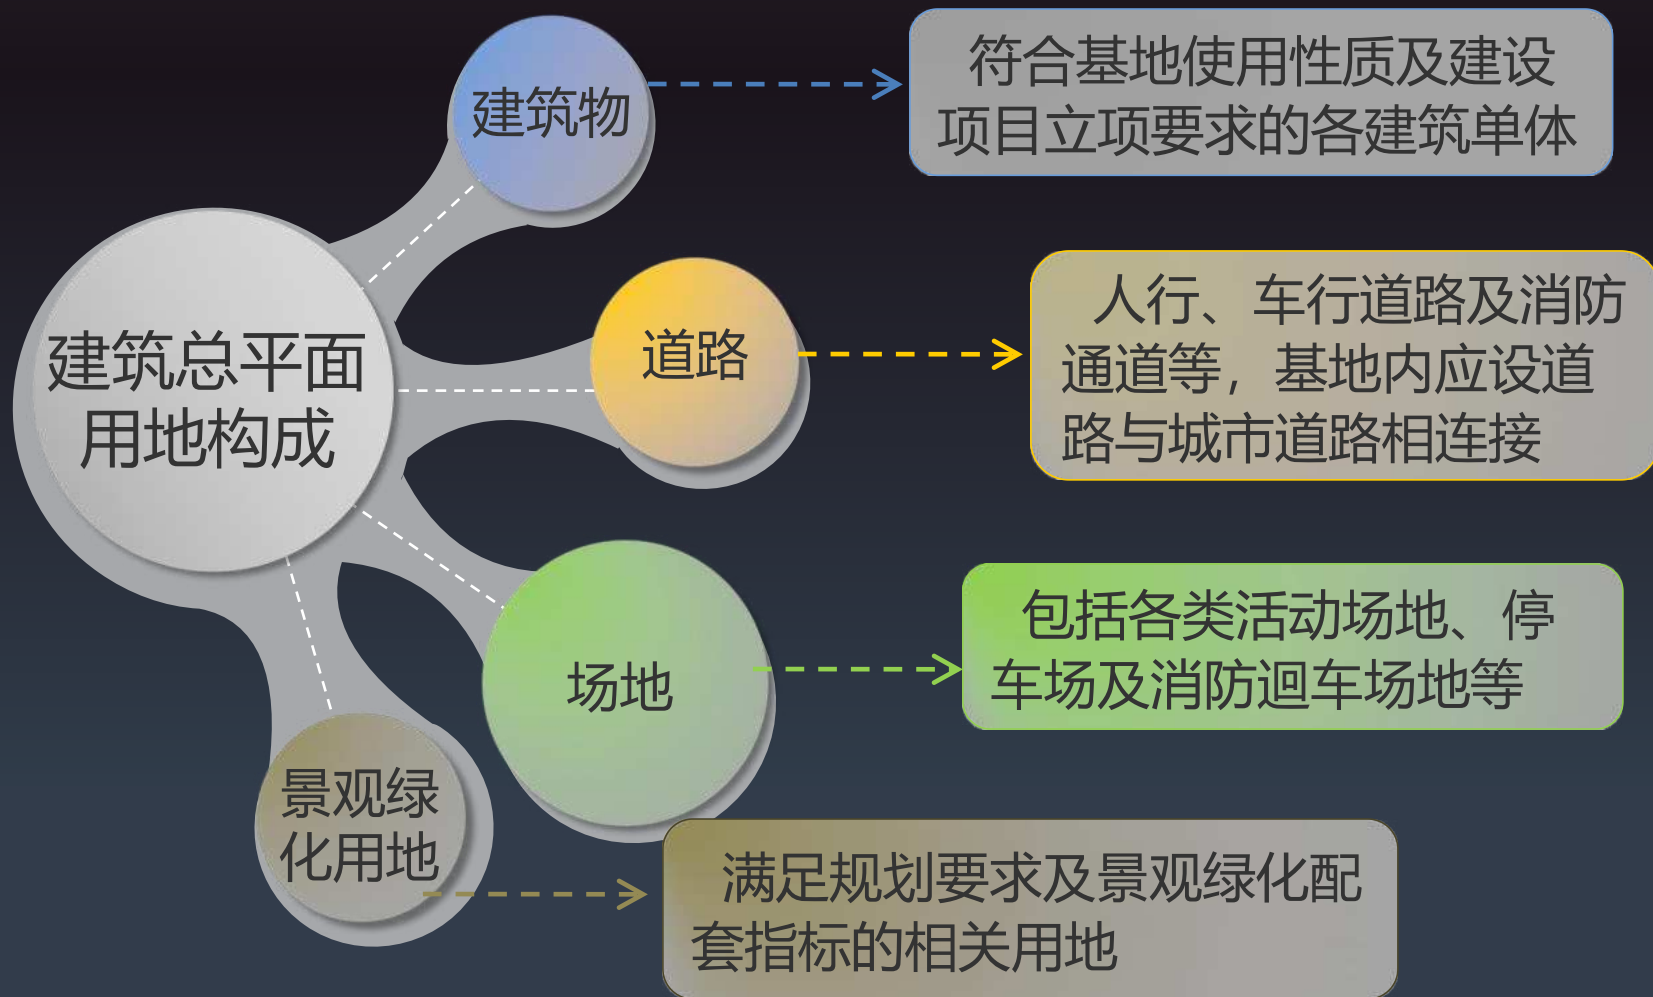 建筑物
符合基地使用性质及建设
项目立项要求的各建筑单体
建筑总平面
用地构成
道路
人行、车行道路及消防
通道等，基地内应设道
路与城市道路相连接
场地
包括各类活动场地、停
车场及消防迴车场地等
景观绿
化用地
满足规划要求及景观绿化配
套指标的相关用地